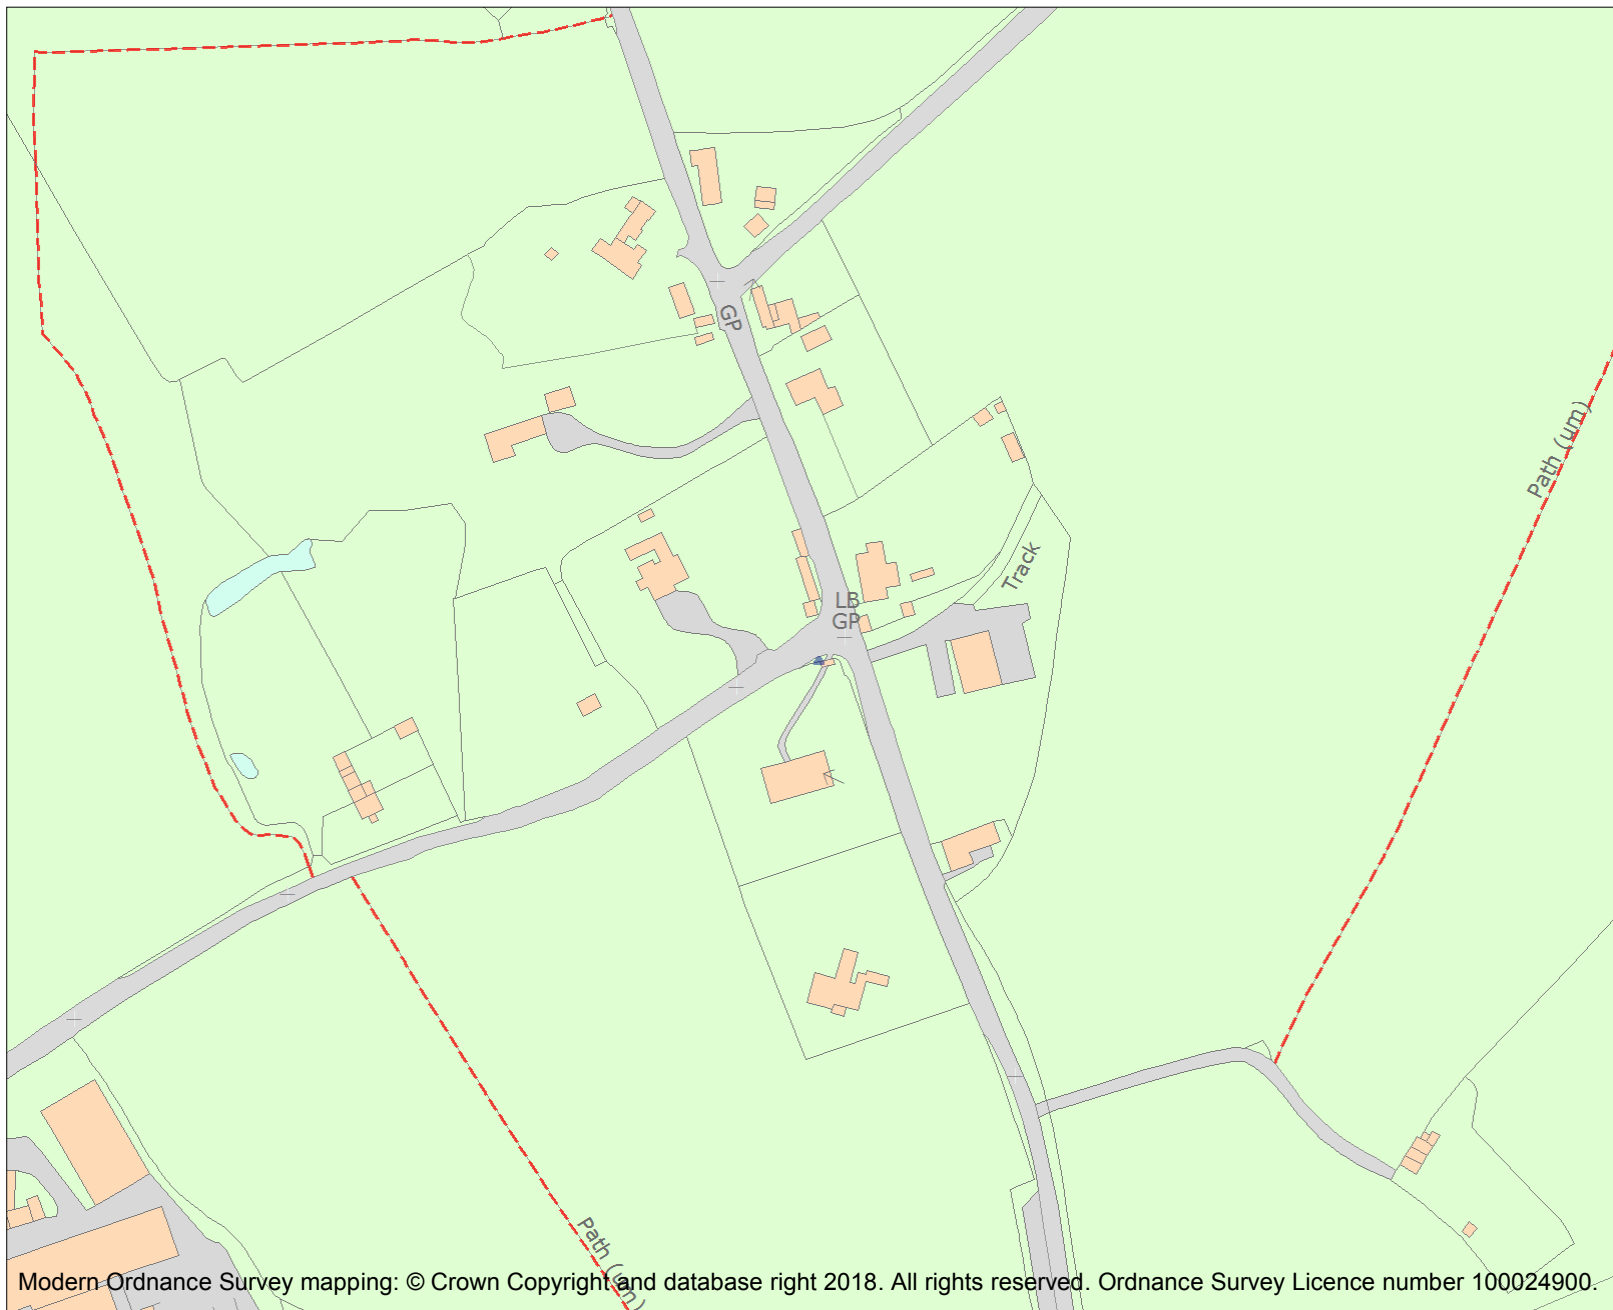 GP
Path (um)
Track
LB
GP
Path (um)
Modern Ordnance Survey mapping: © Crown Copyright and database right 2018. All rights reserved. Ordnance Survey Licence number 100024900.